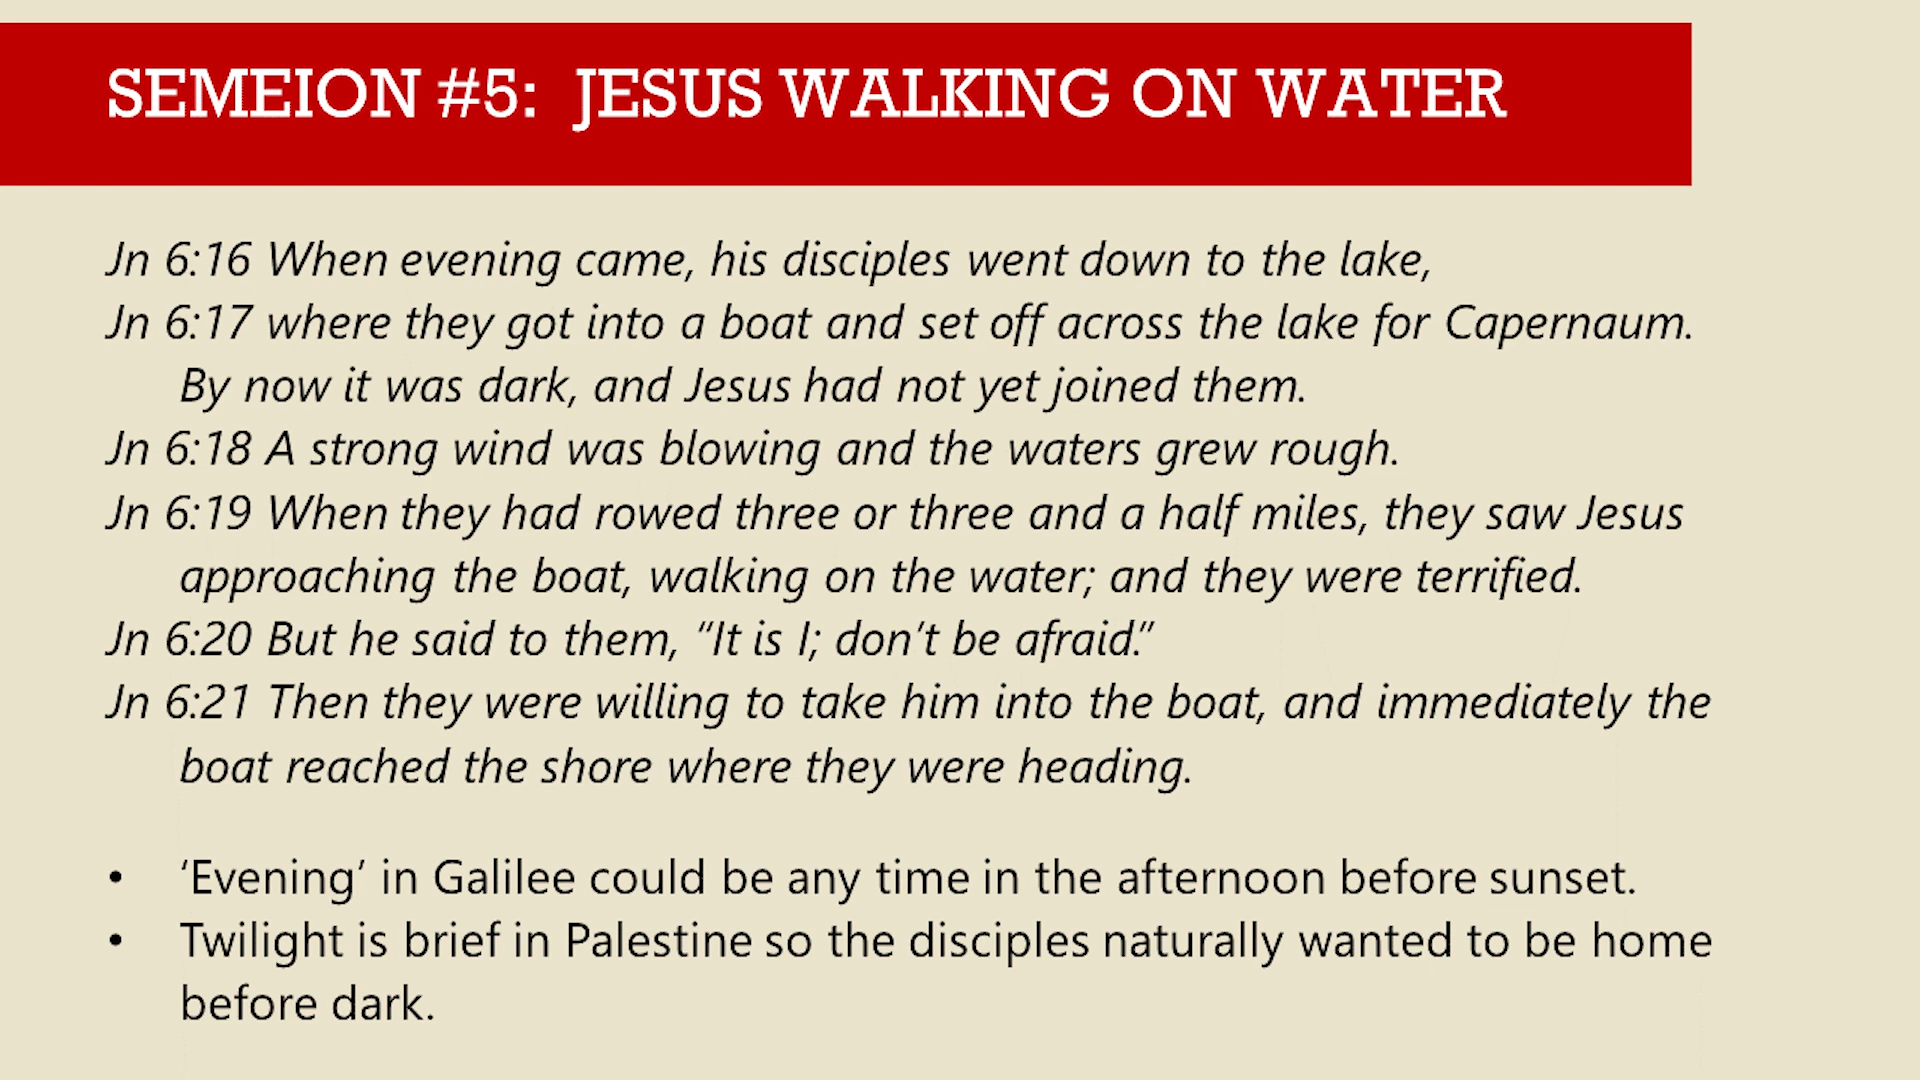 SEMEION #5:  JESUS WALKING ON WATER
Jn 6:16 When evening came, his disciples went down to the lake,
Jn 6:17 where they got into a boat and set off across the lake for Capernaum.
By now it was dark, and Jesus had not yet joined them.
Jn 6:18 A strong wind was blowing and the waters grew rough.
Jn 6:19 When they had rowed three or three and a half miles, they saw Jesus
approaching the boat, walking on the water; and they were terrified.
Jn 6:20 But he said to them, “It is I; don’t be afraid.”
Jn 6:21 Then they were willing to take him into the boat, and immediately the
boat reached the shore where they were heading.
• ‘Evening’ in Galilee could be any time in the afternoon before sunset.
• Twilight is brief in Palestine so the disciples naturally wanted to be home
before dark.